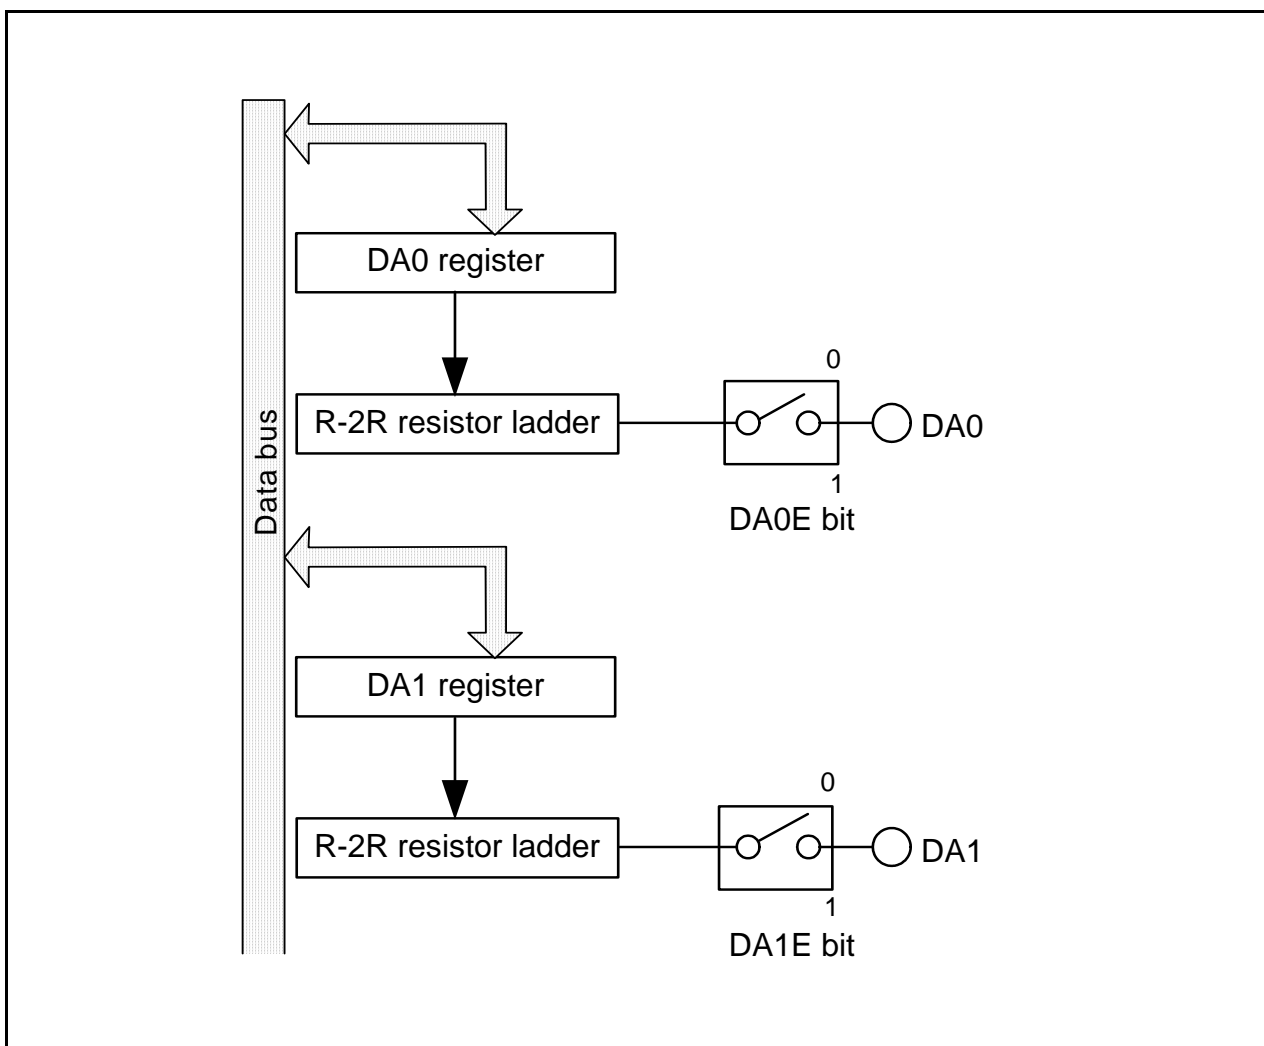 Data bus
DA0 register
R-2R resistor ladder
0
1
DA0E bit
DA0
DA1 register
R-2R resistor ladder
0
1
DA1E bit
DA1